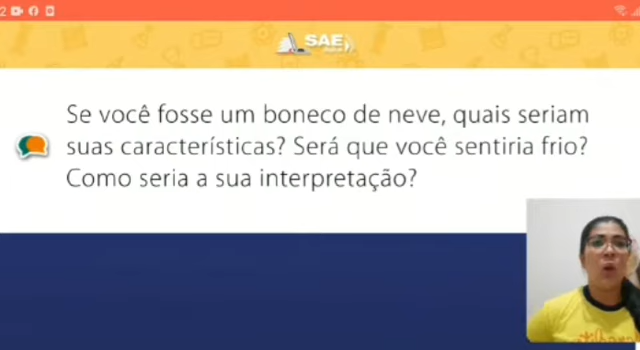 SAE
Se você fosse um boneco de neve, quais seriam
suas características? Será que você sentiria frio?
Como seria a sua interpretação?